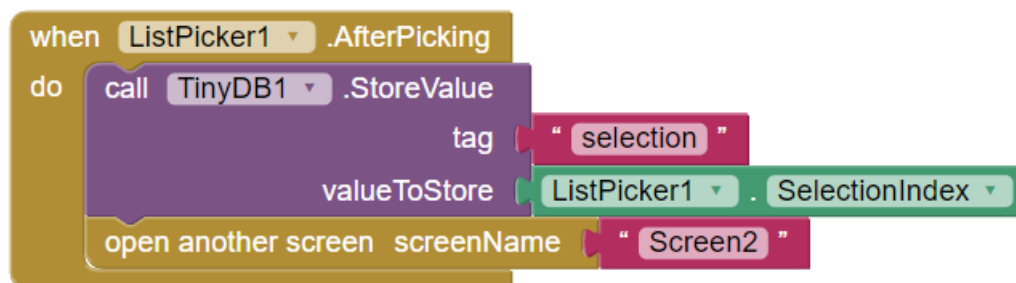 when ListPicker1 .AfterPicking
do call TinyDB1 .StoreValue
tag “ selection ”
valueToStore ListPicker1 . SelectionIndex
open another screen screenName “ Screen2 ”